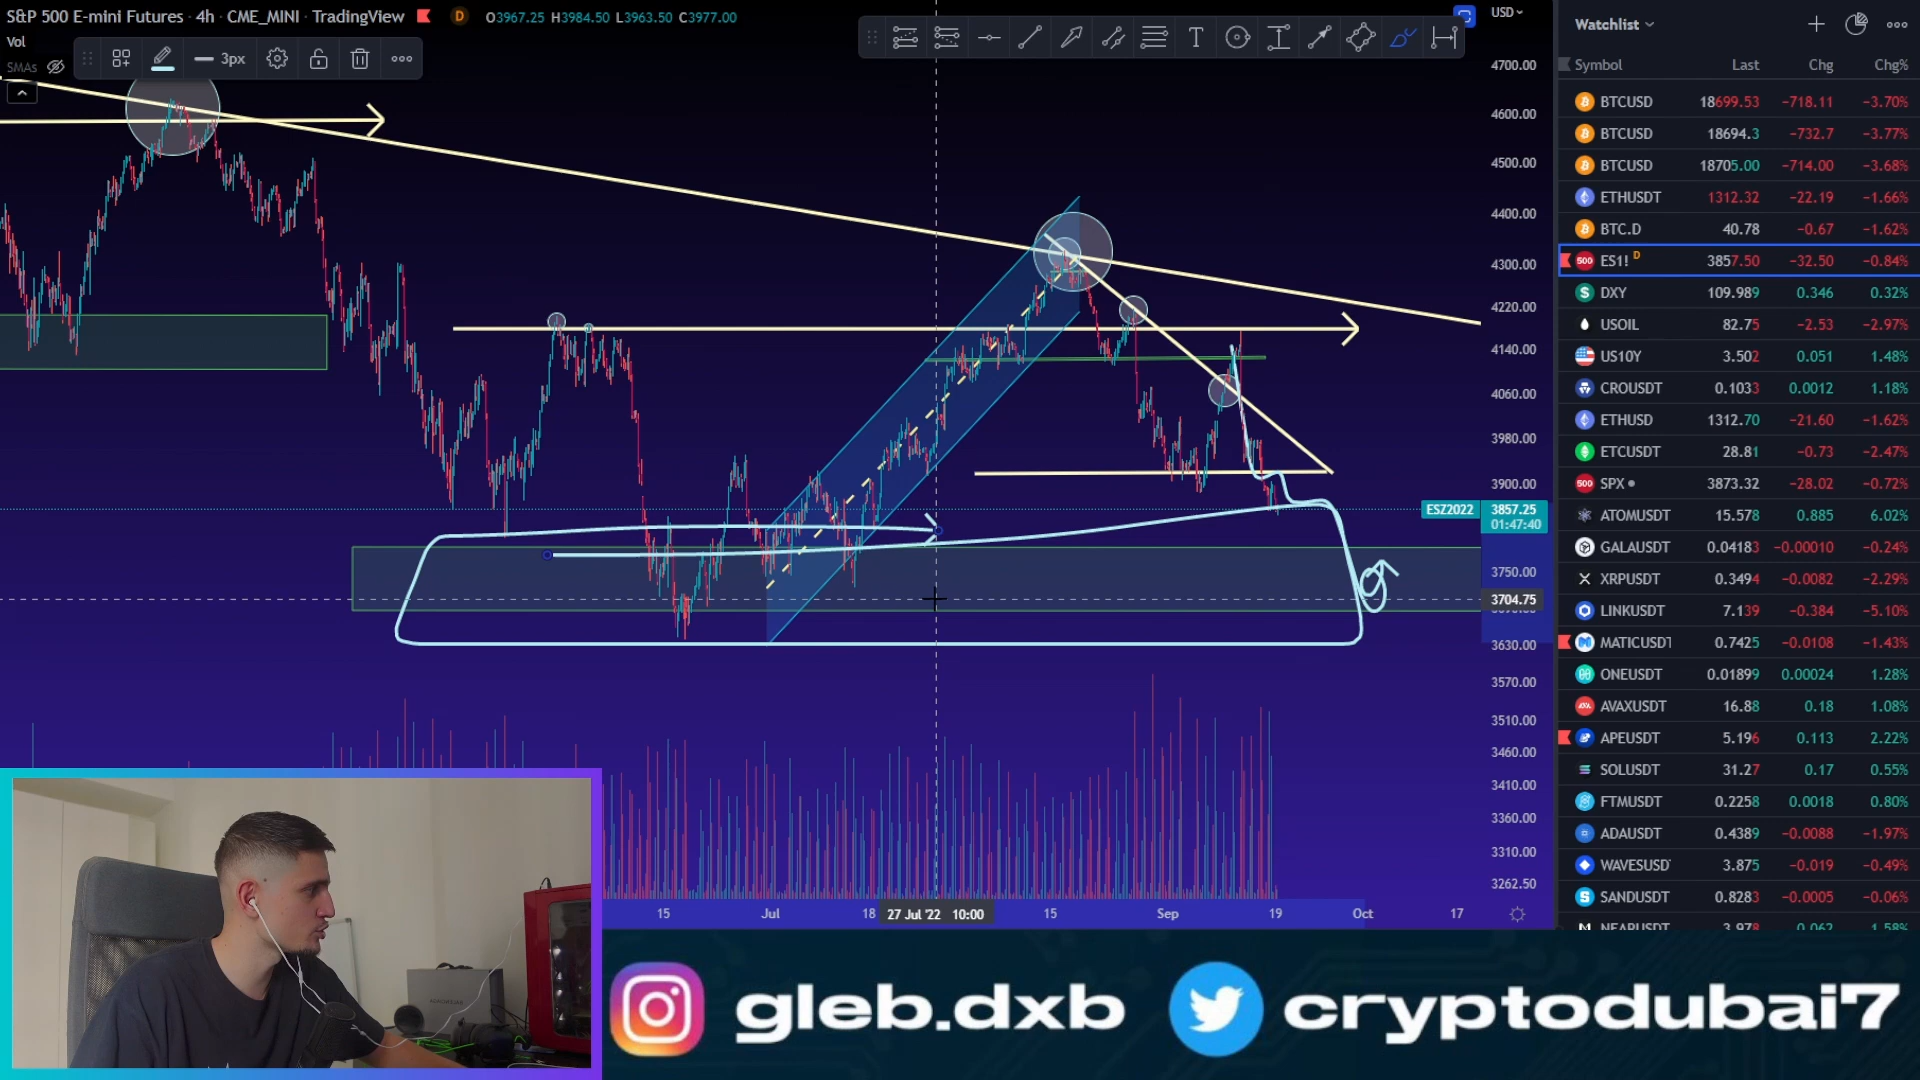 S&P 500 E-mini Futures · 4h · CME_MINI · TradingView D O3967.25 H3984.50 L3963.50 C3977.00
Vol
SMAs
3px
T
USD
4700.00
4600.00
4500.00
4400.00
4300.00
4220.00
4140.00
4060.00
3980.00
3900.00
ESZ2022 3857.25
01:47:40
3750.00
3704.75
3630.00
3570.00
3510.00
3460.00
3410.00
3360.00
3310.00
3262.50
15 Jul 18 27 Jul '22 10:00 15 Sep 19 Oct 17
Watchlist
Symbol Last Chg Chg%
BTCUSD 18699.53 −718.11 −3.70%
BTCUSD 18694.3 −732.7 −3.77%
BTCUSD 18705.00 −714.00 −3.68%
ETHUSDT 1312.32 −22.19 −1.66%
BTC.D 40.78 −0.67 −1.62%
500 ES1! D 3857.50 −32.50 −0.84%
DXY 109.989 0.346 0.32%
USOIL 82.75 −2.53 −2.97%
US10Y 3.502 0.051 1.48%
CROUSDT 0.1033 0.0012 1.18%
ETHUSD 1312.70 −21.60 −1.62%
ETCUSDT 28.81 −0.73 −2.47%
500 SPX 3873.32 −28.02 −0.72%
ATOMUSDT 15.578 0.885 6.02%
GALAUSDT 0.04183 −0.00010 −0.24%
XRPUSDT 0.3494 −0.0082 −2.29%
LINKUSDT 7.139 −0.384 −5.10%
MATICUSDT 0.7425 −0.0108 −1.43%
ONEUSDT 0.01899 0.00024 1.28%
AVAXUSDT 16.88 0.18 1.08%
APEUSDT 5.196 0.113 2.22%
SOLUSDT 31.27 0.17 0.55%
FTMUSDT 0.2258 0.0018 0.80%
ADAUSDT 0.4389 −0.0088 −1.97%
WAVESUSD 3.875 −0.019 −0.49%
SANDUSDT 0.8283 −0.0005 −0.06%
NEARUSDT 3.978 0.062 1.58%
gleb.dxb cryptodubai7